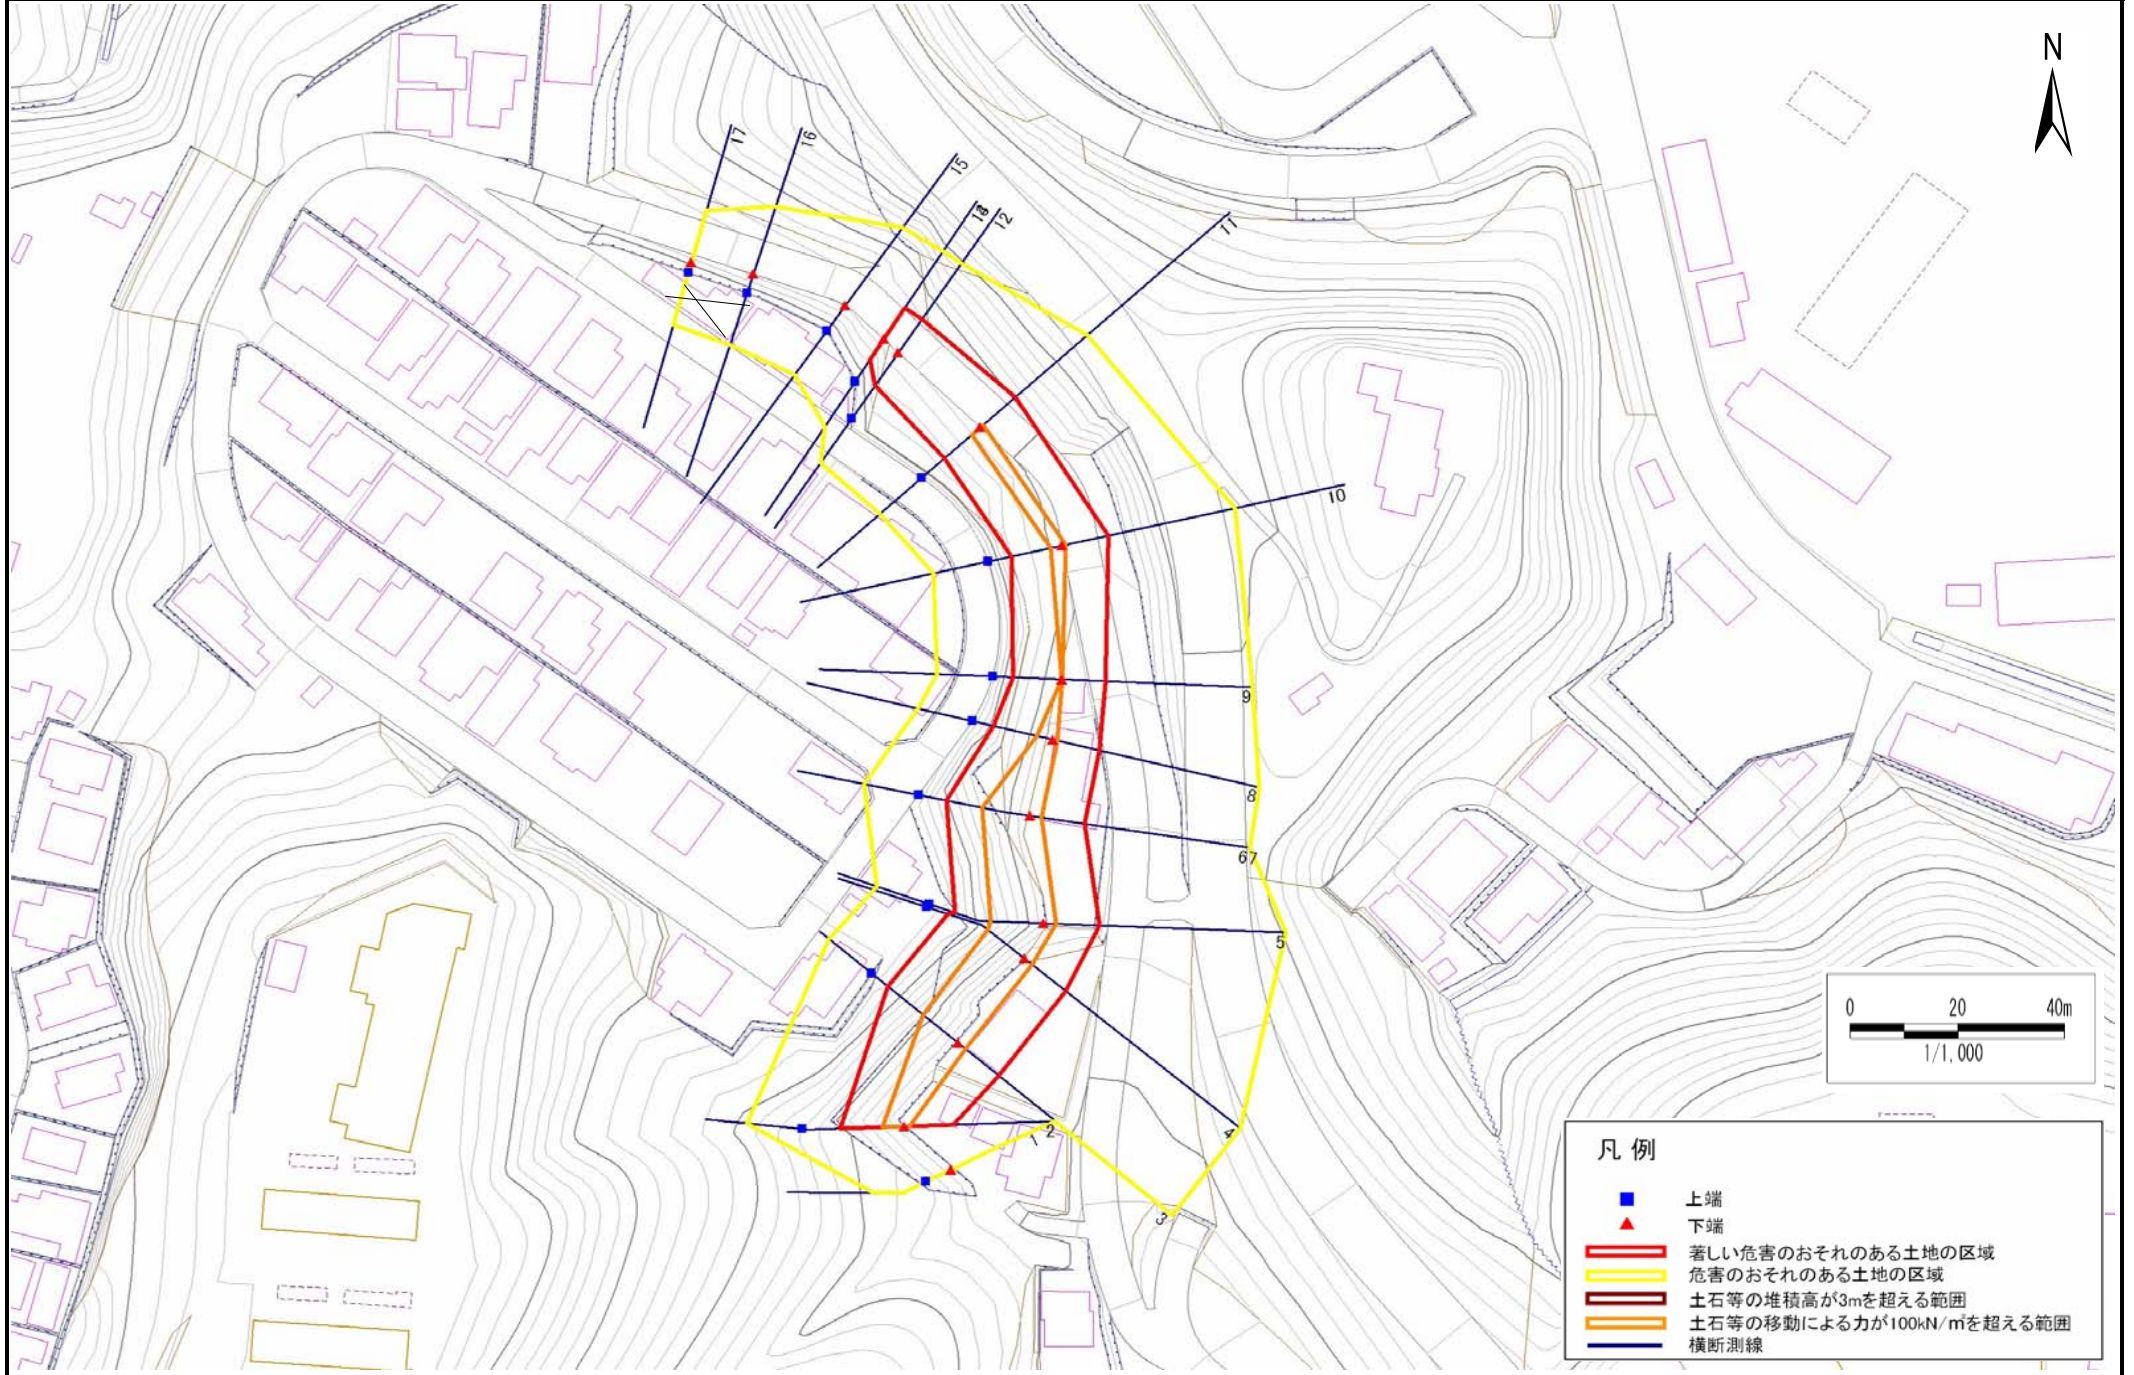 N
17
16
15
12
11
10
9
8
67
5
4
3
2
1
0 20 40m
1/1,000
凡例
上端
下端
著しい危害のおそれのある土地の区域
危害のおそれのある土地の区域
土石等の堆積高が3mを超える範囲
土石等の移動による力が100kN/㎡を超える範囲
横断測線